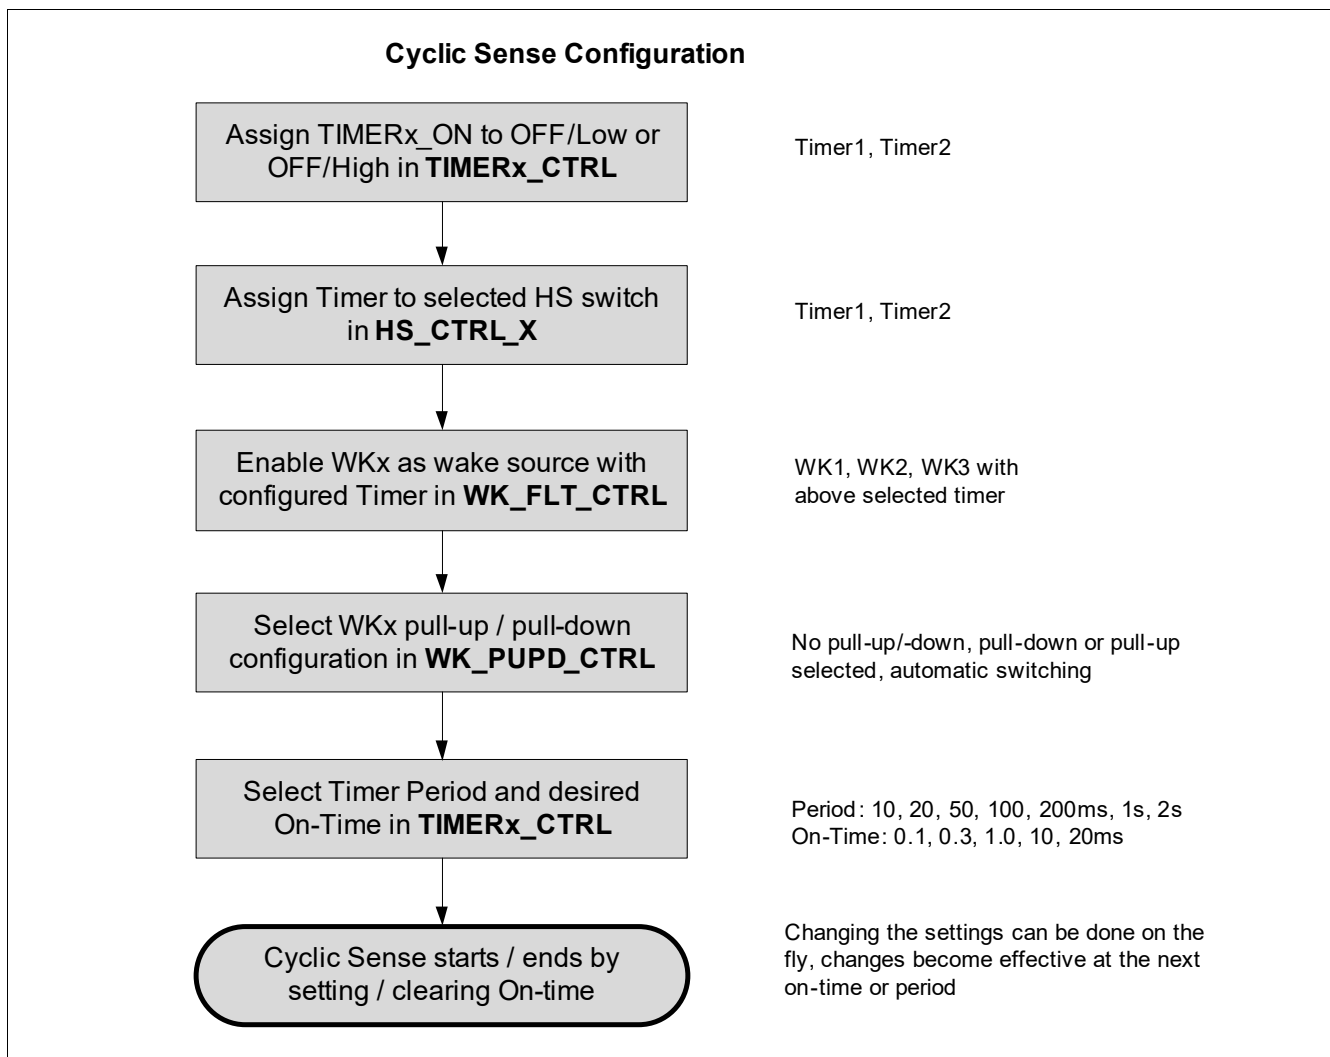 Cyclic Sense Configuration
Assign TIMERx_ON to OFF/Low or
OFF/High in TIMERx_CTRL
Timer1, Timer2
Assign Timer to selected HS switch
in HS_CTRL_X
Timer1, Timer2
Enable WKx as wake source with
configured Timer in WK_FLT_CTRL
WK1, WK2, WK3 with
above selected timer
Select WKx pull-up / pull-down
configuration in WK_PUPD_CTRL
No pull-up/-down, pull-down or pull-up
selected, automatic switching
Select Timer Period and desired
On-Time in TIMERx_CTRL
Period: 10, 20, 50, 100, 200ms, 1s, 2s
On-Time: 0.1, 0.3, 1.0, 10, 20ms
Cyclic Sense starts / ends by
setting / clearing On-time
Changing the settings can be done on the
fly, changes become effective at the next
on-time or period